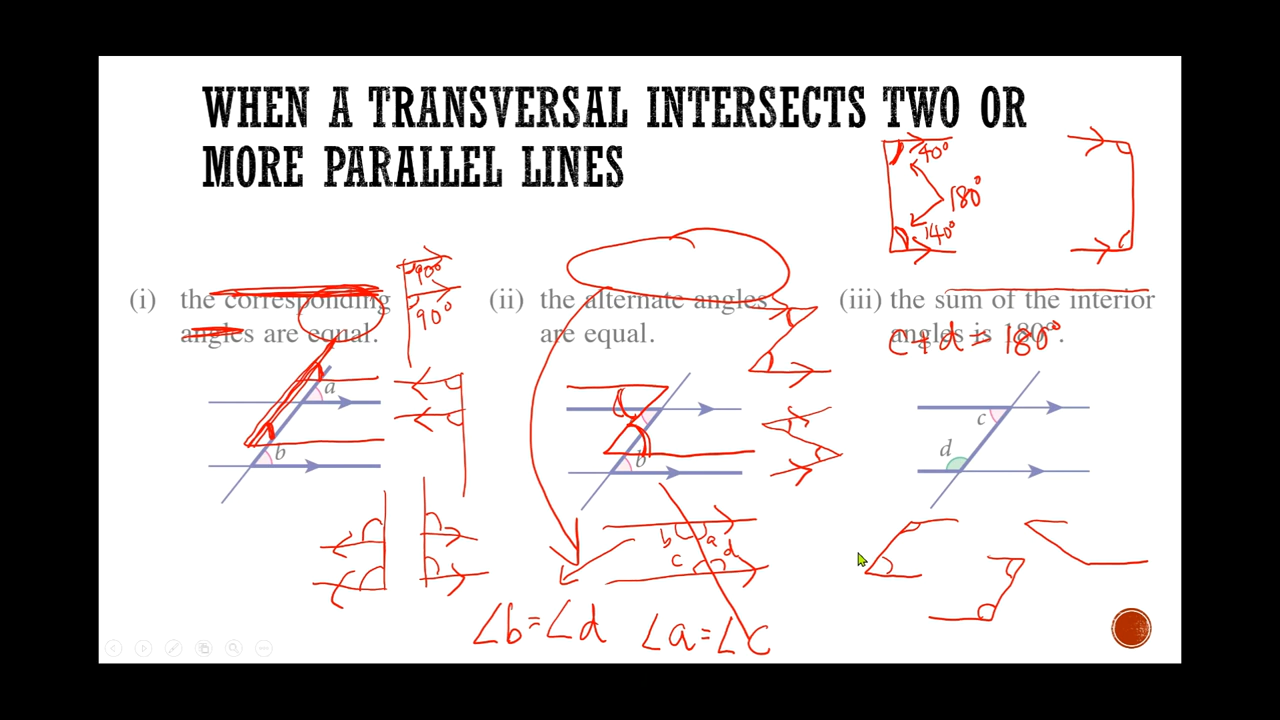 WHEN A TRANSVERSAL INTERSECTS TWO OR
MORE PARALLEL LINES
40°
180°
140°
90°
90°
(i) the corresponding
angles are equal.
(ii) the alternate angles
are equal.
(iii) the sum of the interior
angles is 180°.
c + d = 180°
a
b
b
c
d
b a
c d
∠b = ∠d ∠a = ∠c